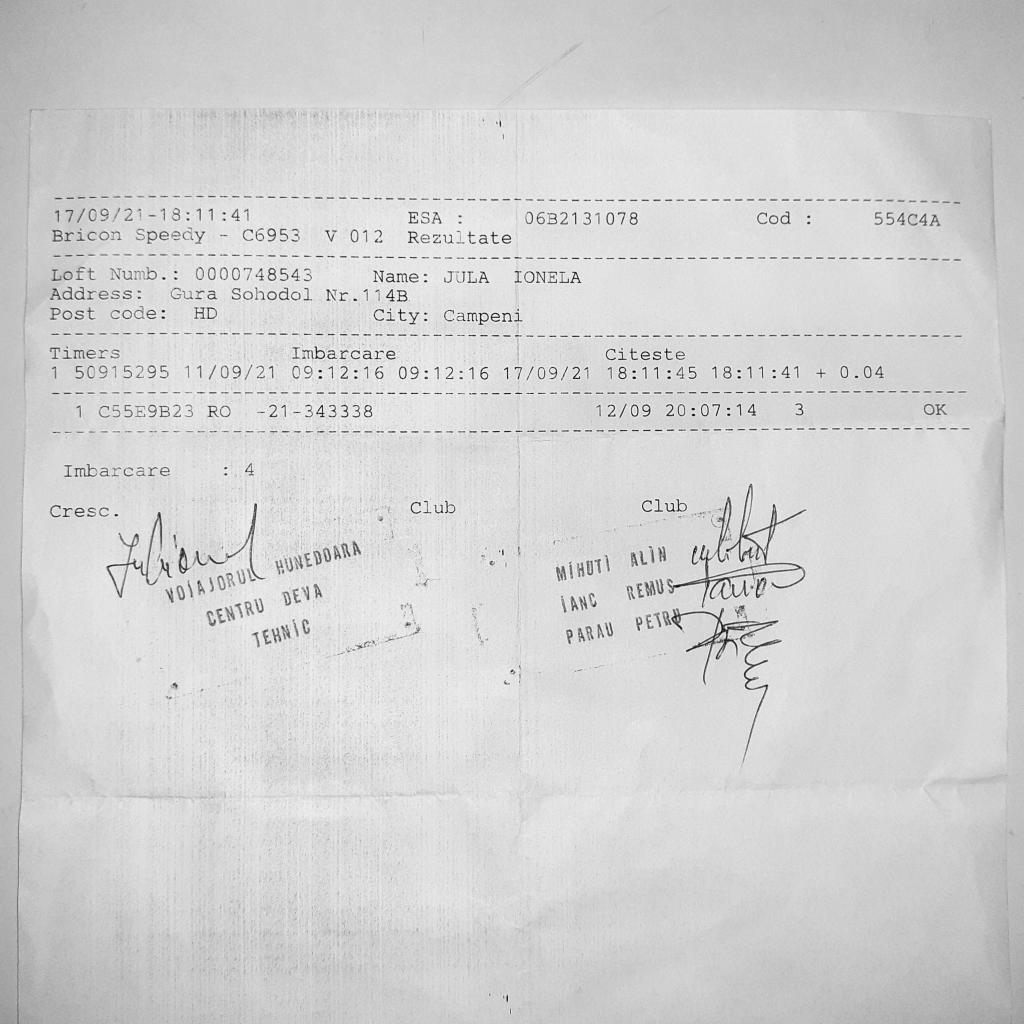 17/09/21-18:11:41 ESA : 06B2131078 Cod : 554C4A
Bricon Speedy - C6953 V 012 Rezultate
Loft Numb.: 0000748543 Name: JULA IONELA
Address: Gura Sohodol Nr.114B
Post code: HD City: Campeni
Timers Imbarcare Citeste
1 50915295 11/09/21 09:12:16 09:12:16 17/09/21 18:11:45 18:11:41 + 0.04
1 C55E9B23 RO -21-343338 12/09 20:07:14 3 OK
Imbarcare : 4
Cresc. Club Club
VOIAJORUL HUNEDOARA
CENTRU DEVA
TEHNIC
MIHUTI ALIN
IANC REMUS
PARAU PETRU